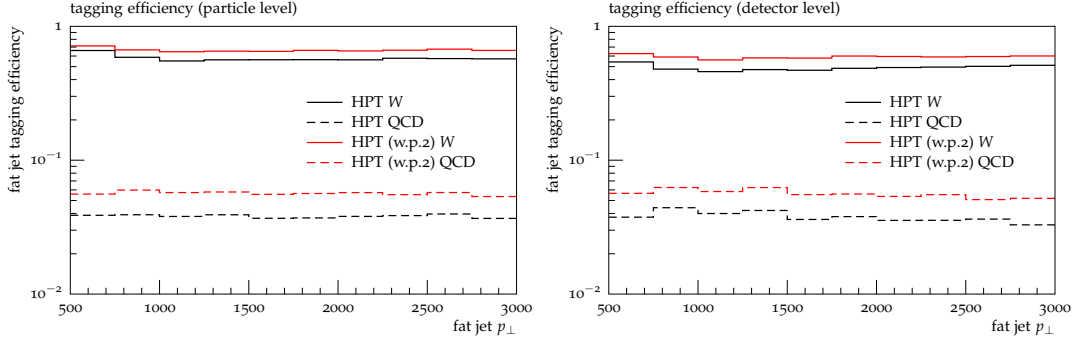 tagging efficiency (particle level)
1
10⁻¹
10⁻²
fat jet tagging efficiency
HPT W
HPT QCD
HPT (w.p.2) W
HPT (w.p.2) QCD
500 1000 1500 2000 2500 3000
fat jet p⊥
tagging efficiency (detector level)
1
10⁻¹
10⁻²
fat jet tagging efficiency
HPT W
HPT QCD
HPT (w.p.2) W
HPT (w.p.2) QCD
500 1000 1500 2000 2500 3000
fat jet p⊥